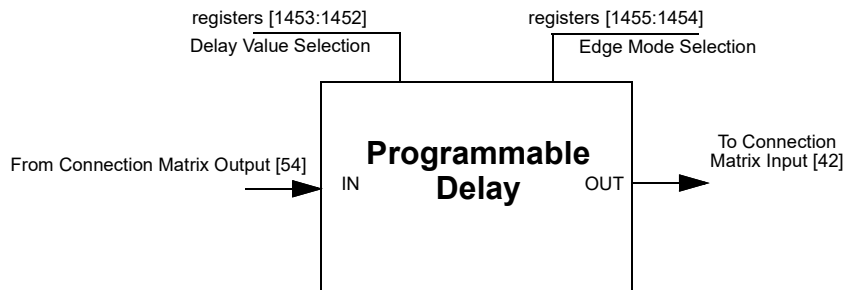 registers [1453:1452]
Delay Value Selection
registers [1455:1454]
Edge Mode Selection
From Connection Matrix Output [54]
IN
Programmable
Delay
OUT
To Connection
Matrix Input [42]